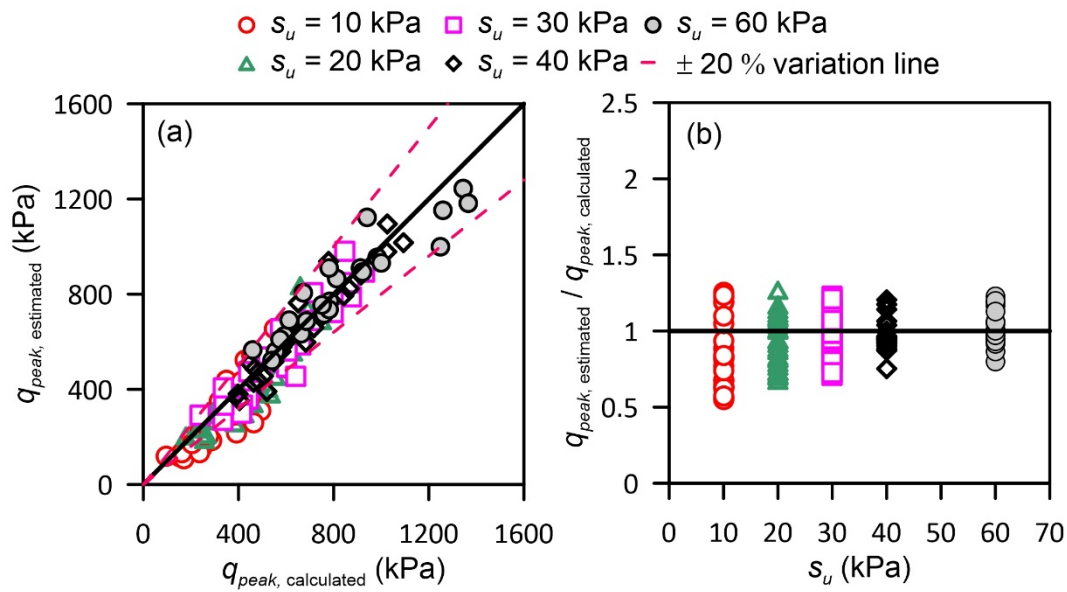 s_u = 10 kPa s_u = 30 kPa s_u = 60 kPa
s_u = 20 kPa s_u = 40 kPa ± 20 % variation line
(a)
q_peak, estimated (kPa)
1600
1200
800
400
0
0 400 800 1200 1600
q_peak, calculated (kPa)
(b)
q_peak, estimated / q_peak, calculated
2.5
2
1.5
1
0.5
0
0 10 20 30 40 50 60 70
s_u (kPa)